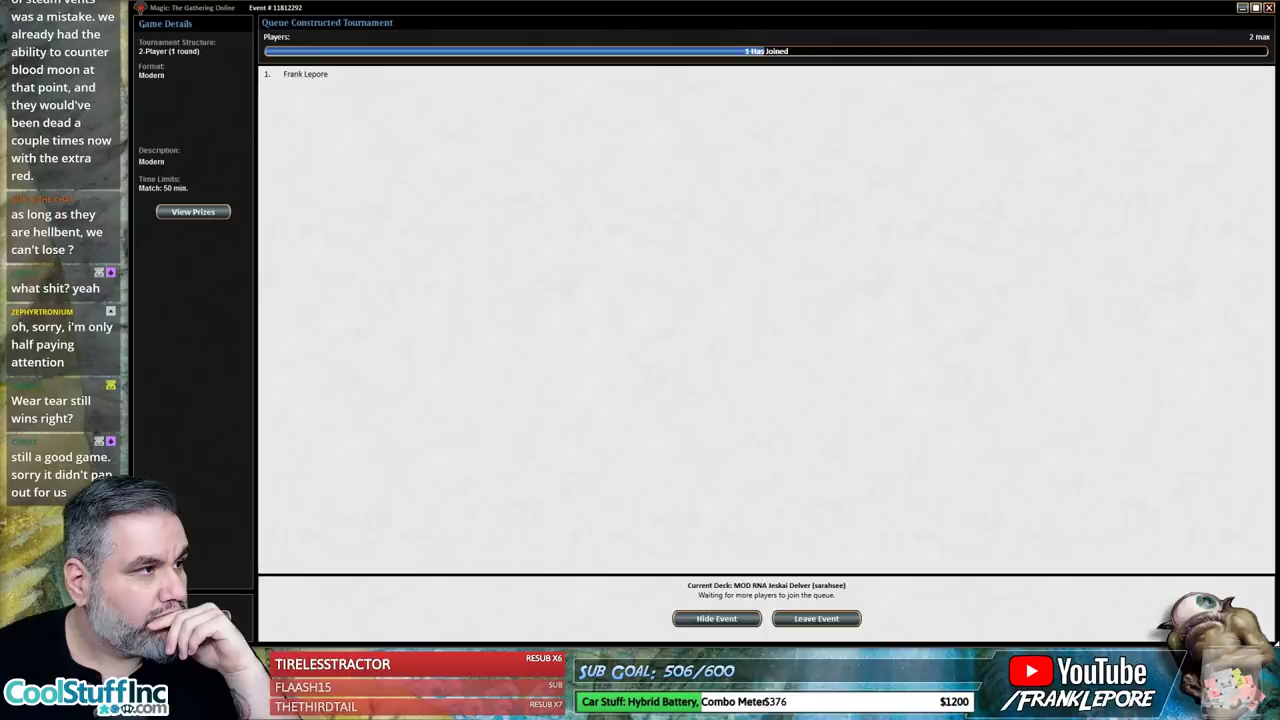 Magic: The Gathering Online Event # 11812292
Game Details
Tournament Structure:
2-Player (1 round)
Format:
Modern
Description:
Modern
Time Limits:
Match: 50 min.
View Prizes
Queue Constructed Tournament
Players:
1 Has Joined
2 max
1. Frank Lepore
Current Deck: MOD RNA Jeskai Delver (sarahsee)
Waiting for more players to join the queue.
Hide Event
Leave Event
of steam vents
was a mistake. we
already had the
ability to counter
blood moon at
that point, and
they would've
been dead a
couple times now
with the extra
red.
as long as they
are hellbent, we
can't lose ?
what shit? yeah
ZEPHYRTRONIUM
oh, sorry, i'm only
half paying
attention
Wear tear still
wins right?
still a good game.
sorry it didn't pan
out for us
CoolStuffInc
.com
TIRELESSTRACTOR RESUB X6
FLAASH15 SUB
THETHIRDTAIL RESUB X7
SUB GOAL: 506/600
Car Stuff: Hybrid Battery, Combo Meter $376 $1200
YouTube
/FRANKLEPORE